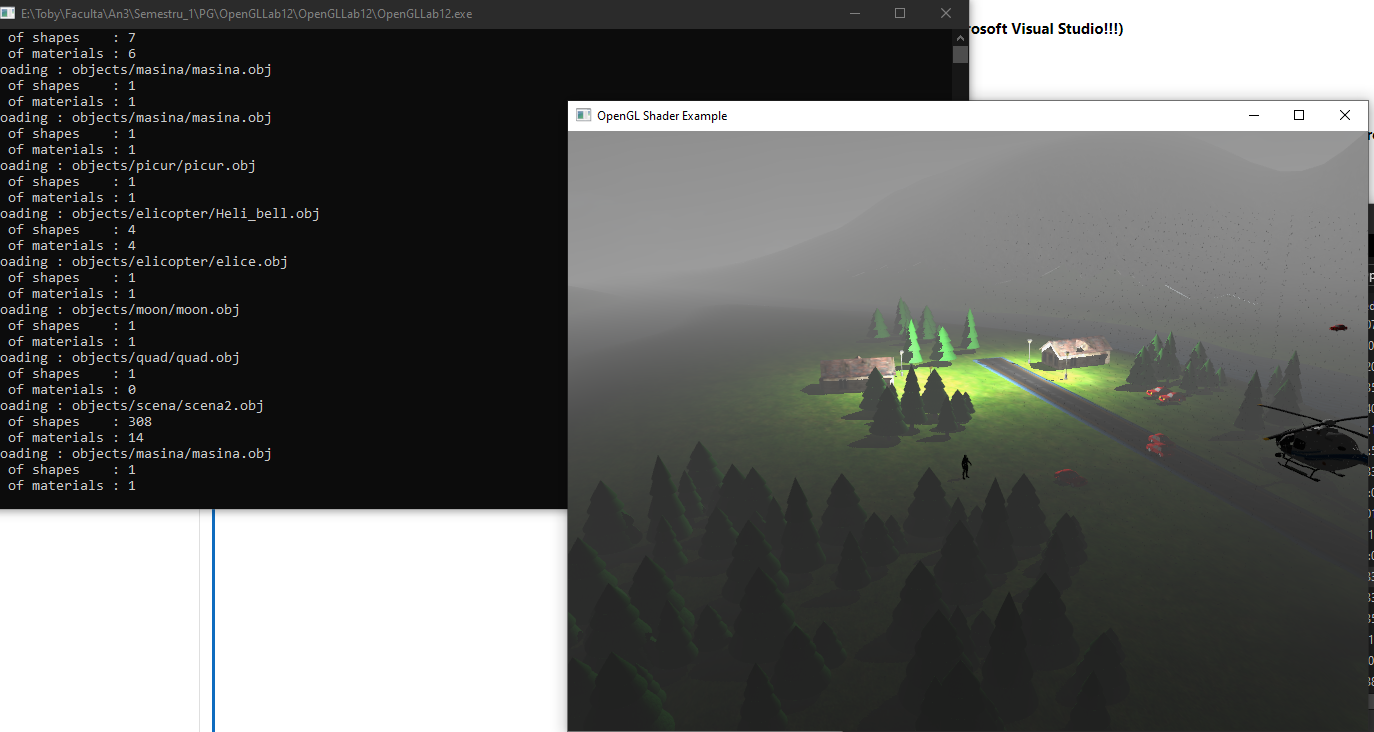 E:\Toby\Faculta\An3\Semestru_1\PG\OpenGLLab12\OpenGLLab12\OpenGLLab12.exe
rosoft Visual Studio!!!)
of shapes    : 7
of materials : 6
oading : objects/masina/masina.obj
of shapes    : 1
of materials : 1
oading : objects/masina/masina.obj
of shapes    : 1
of materials : 1
oading : objects/picur/picur.obj
of shapes    : 1
of materials : 1
oading : objects/elicopter/Heli_bell.obj
of shapes    : 4
of materials : 4
oading : objects/elicopter/elice.obj
of shapes    : 1
of materials : 1
oading : objects/moon/moon.obj
of shapes    : 1
of materials : 1
oading : objects/quad/quad.obj
of shapes    : 1
of materials : 0
oading : objects/scena/scena2.obj
of shapes    : 308
of materials : 14
oading : objects/masina/masina.obj
of shapes    : 1
of materials : 1
OpenGL Shader Example